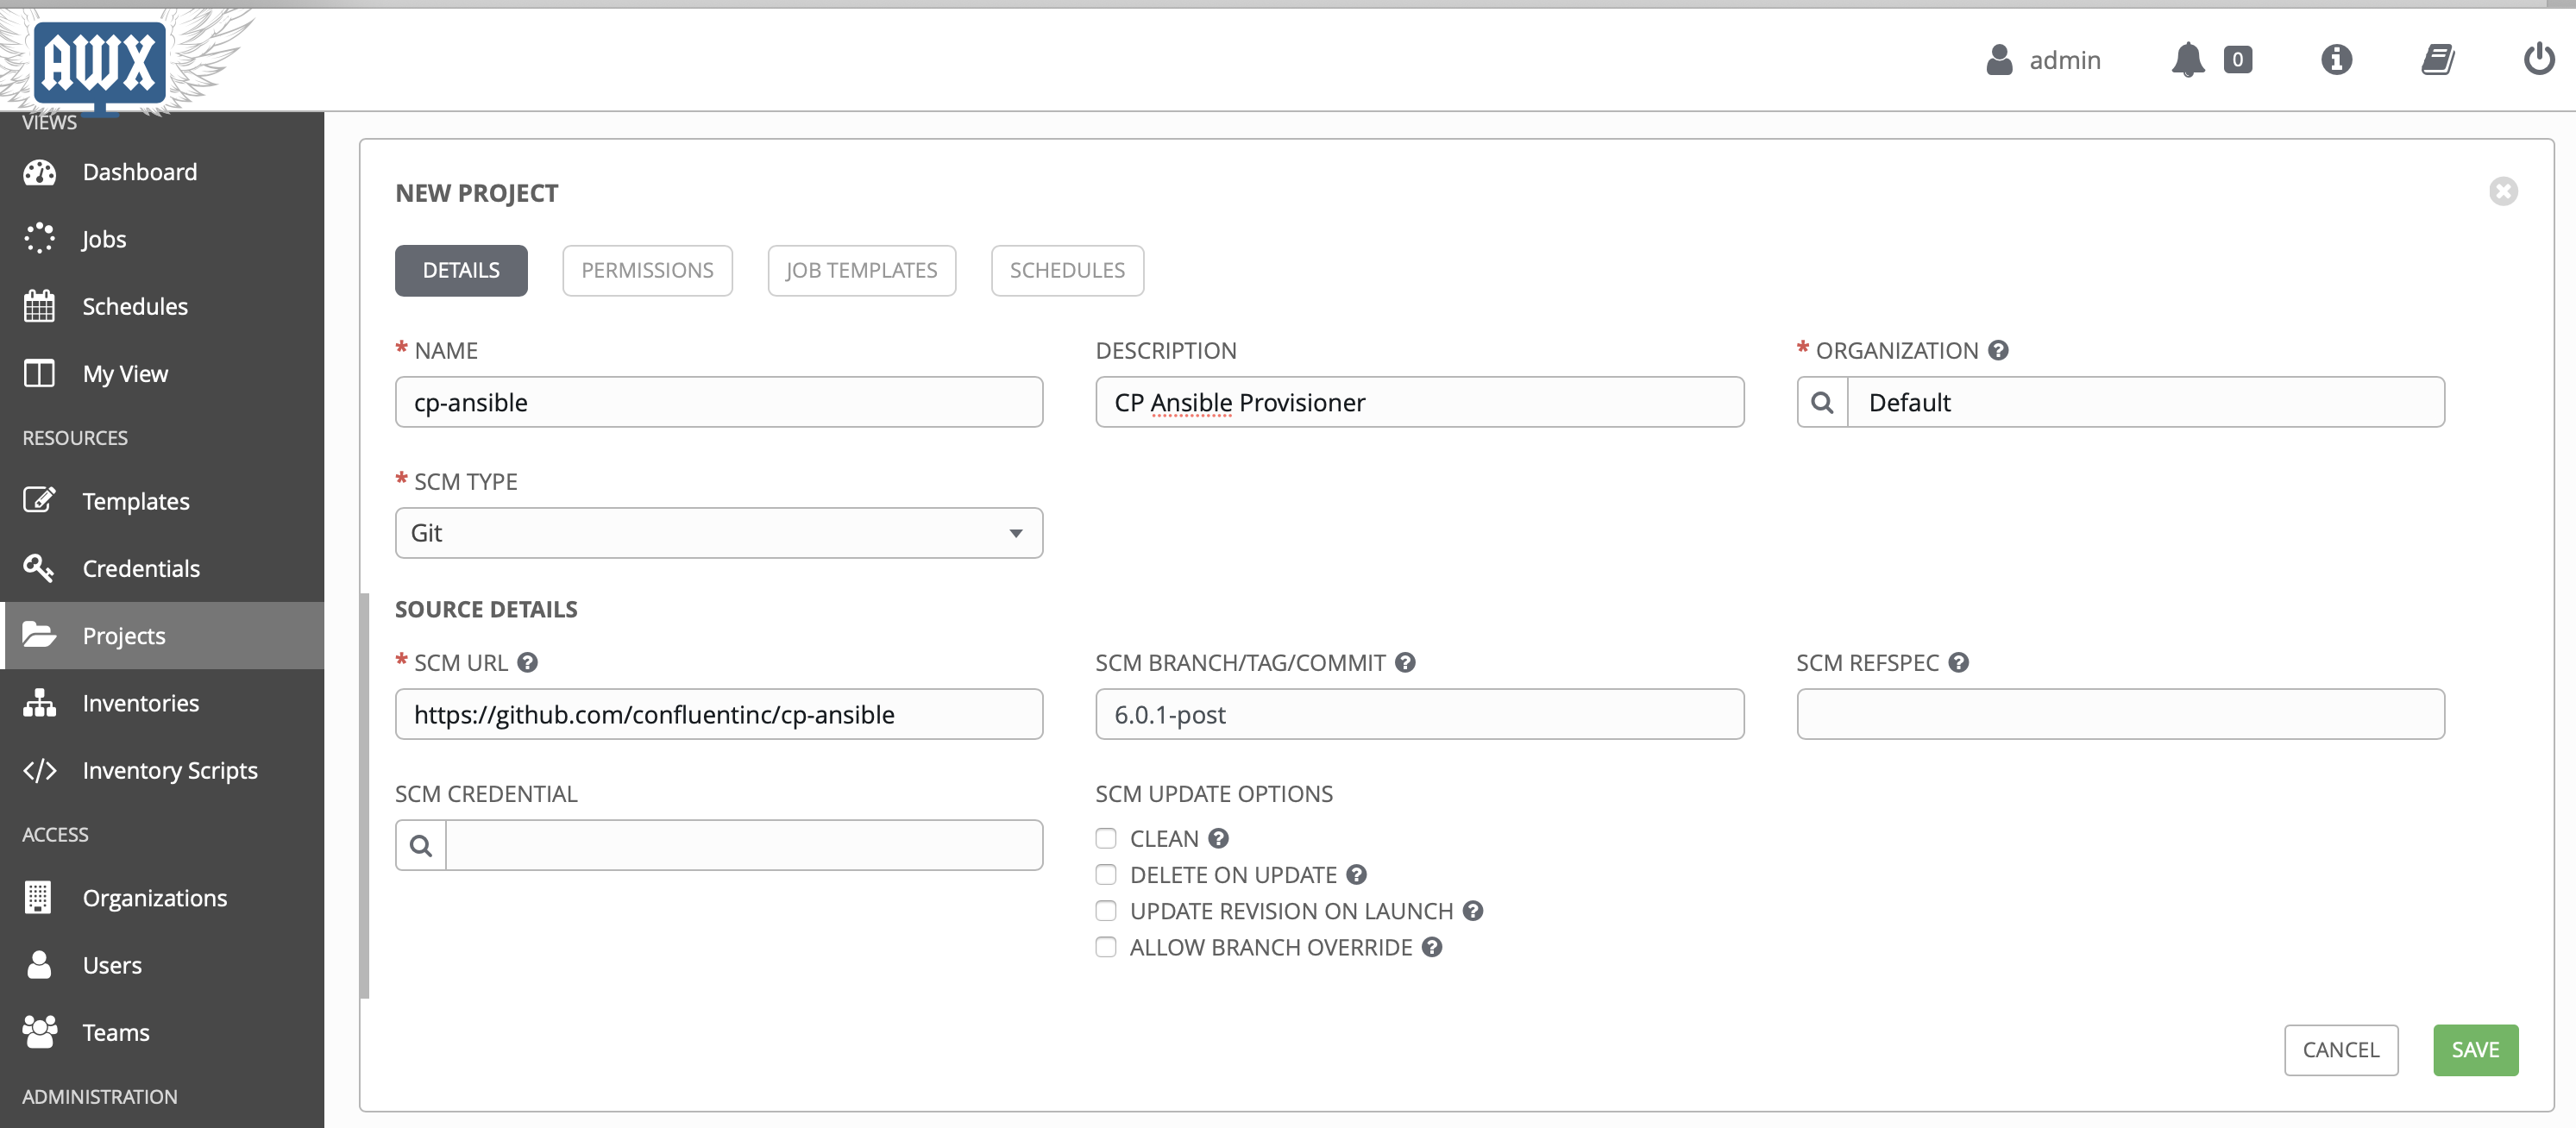 AWX
admin
0
VIEWS
Dashboard
Jobs
Schedules
My View
RESOURCES
Templates
Credentials
Projects
Inventories
Inventory Scripts
ACCESS
Organizations
Users
Teams
ADMINISTRATION
NEW PROJECT
DETAILS PERMISSIONS JOB TEMPLATES SCHEDULES
* NAME DESCRIPTION * ORGANIZATION ?
cp-ansible CP Ansible Provisioner Default
* SCM TYPE
Git
SOURCE DETAILS
* SCM URL ? SCM BRANCH/TAG/COMMIT ? SCM REFSPEC ?
https://github.com/confluentinc/cp-ansible 6.0.1-post
SCM CREDENTIAL SCM UPDATE OPTIONS
CLEAN ?
DELETE ON UPDATE ?
UPDATE REVISION ON LAUNCH ?
ALLOW BRANCH OVERRIDE ?
CANCEL SAVE